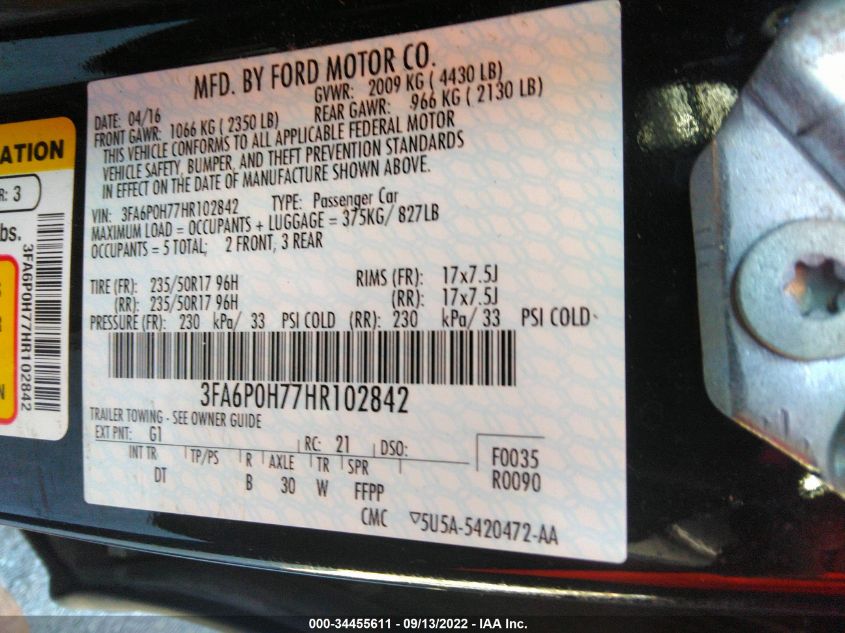 MFD. BY FORD MOTOR CO.
DATE: 04/16 GVWR: 2009 KG ( 4430 LB)
FRONT GAWR: 1066 KG ( 2350 LB) REAR GAWR: 966 KG ( 2130 LB)
THIS VEHICLE CONFORMS TO ALL APPLICABLE FEDERAL MOTOR
VEHICLE SAFETY, BUMPER, AND THEFT PREVENTION STANDARDS
IN EFFECT ON THE DATE OF MANUFACTURE SHOWN ABOVE.
VIN: 3FA6P0H77HR102842 TYPE: Passenger Car
MAXIMUM LOAD = OCCUPANTS + LUGGAGE = 375KG/ 827LB
OCCUPANTS = 5 TOTAL; 2 FRONT, 3 REAR
TIRE (FR): 235/50R17 96H RIMS (FR): 17x7.5J
(RR): 235/50R17 96H (RR): 17x7.5J
PRESSURE (FR): 230 kPa/ 33 PSI COLD (RR): 230 kPa/ 33 PSI COLD
3FA6P0H77HR102842
TRAILER TOWING - SEE OWNER GUIDE
EXT PNT: G1 RC: 21 DSO:
INT TR TP/PS R AXLE TR SPR F0035
DT B 30 W FFPP R0090
CMC ▽5U5A-5420472-AA
ATION
R: 3
bs.
3FA6P0H77HR102842
000-34455611 - 09/13/2022 - IAA Inc.